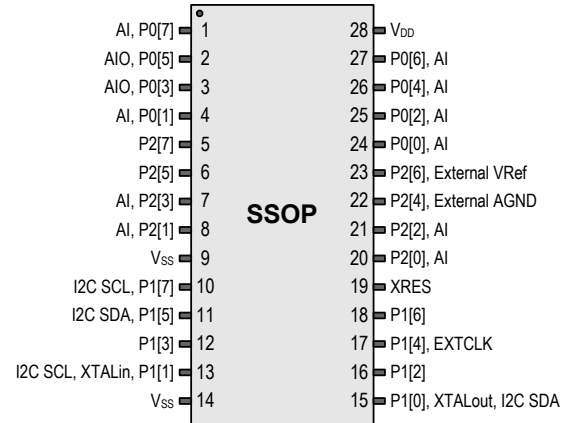 AI, P0[7] 1 28 VDD
AIO, P0[5] 2 27 P0[6], AI
AIO, P0[3] 3 26 P0[4], AI
AI, P0[1] 4 25 P0[2], AI
P2[7] 5 24 P0[0], AI
P2[5] 6 23 P2[6], External VRef
AI, P2[3] 7 22 P2[4], External AGND
SSOP
AI, P2[1] 8 21 P2[2], AI
Vss 9 20 P2[0], AI
I2C SCL, P1[7] 10 19 XRES
I2C SDA, P1[5] 11 18 P1[6]
P1[3] 12 17 P1[4], EXTCLK
I2C SCL, XTALin, P1[1] 13 16 P1[2]
Vss 14 15 P1[0], XTALout, I2C SDA